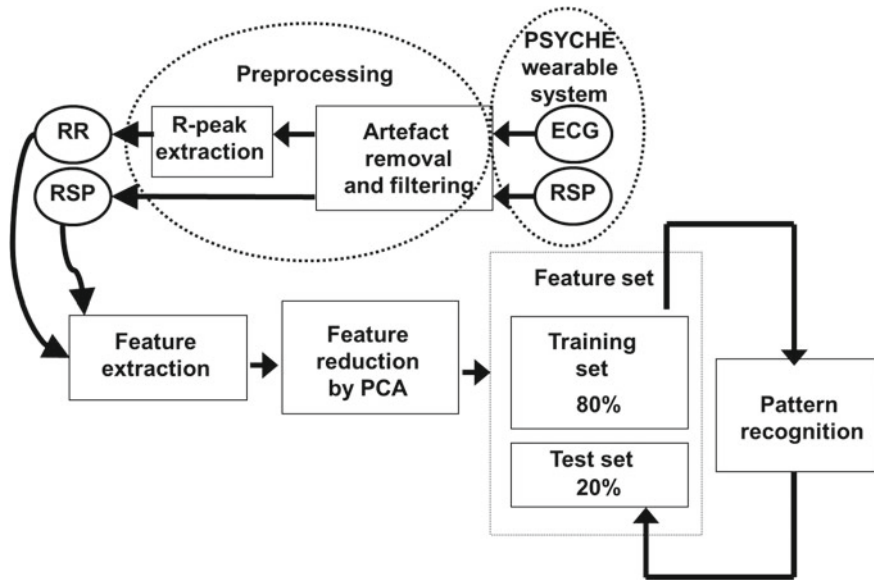 PSYCHE
wearable
system
Preprocessing
RR
R-peak
extraction
Artefact
removal
and filtering
ECG
RSP
RSP
Feature set
Feature
extraction
Feature
reduction
by PCA
Training
set
80%
Pattern
recognition
Test set
20%